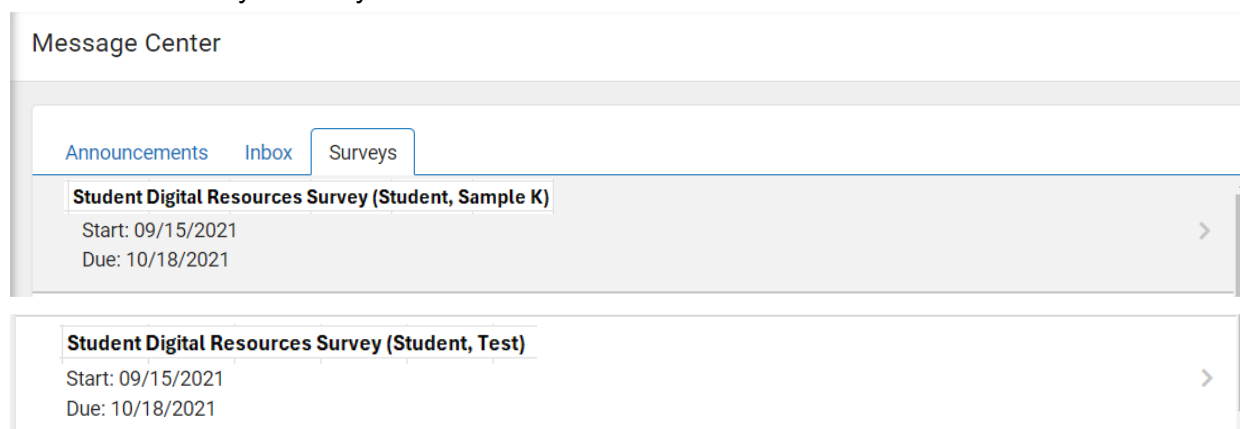 Message Center
Announcements Inbox Surveys
Student Digital Resources Survey (Student, Sample K)
Start: 09/15/2021
Due: 10/18/2021
Student Digital Resources Survey (Student, Test)
Start: 09/15/2021
Due: 10/18/2021